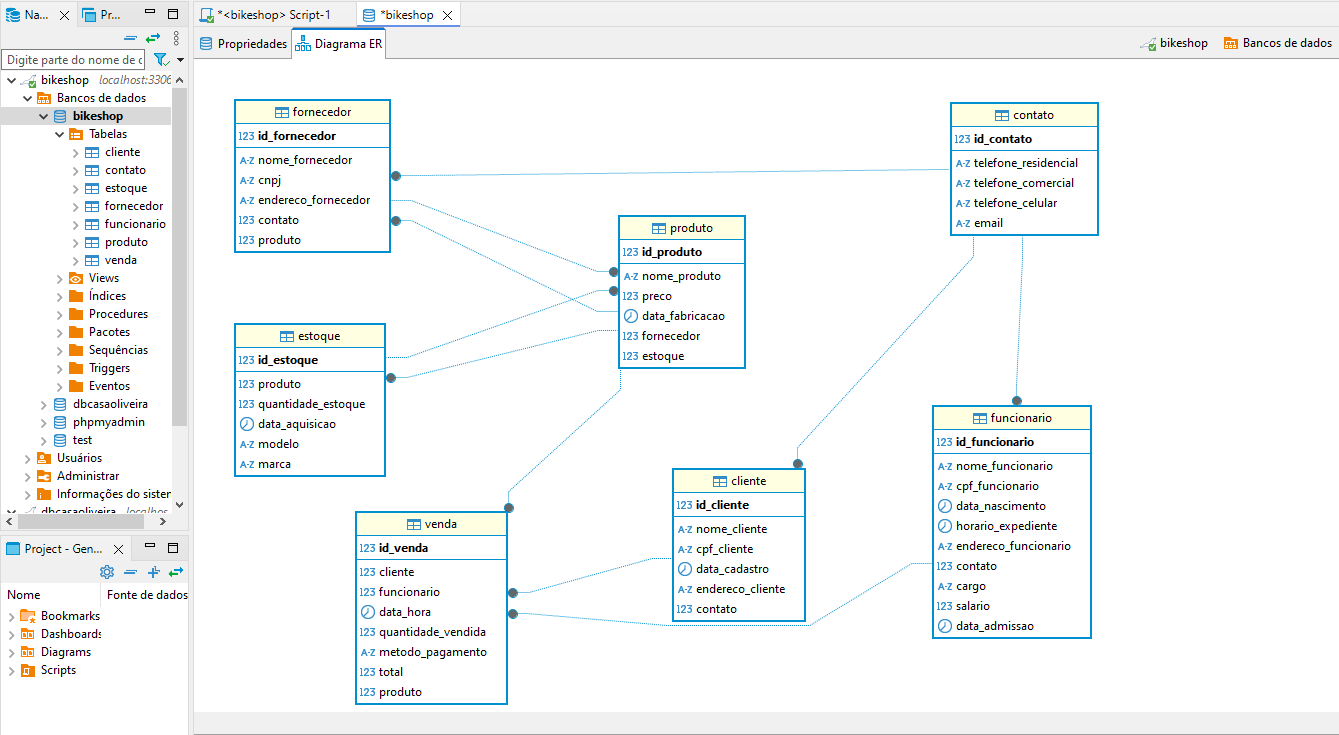 Na...
Pr...
Digite parte do nome de c
bikeshop localhost:3306
Bancos de dados
bikeshop
Tabelas
cliente
contato
estoque
fornecedor
funcionario
produto
venda
Views
Índices
Procedures
Pacotes
Sequências
Triggers
Eventos
dbcasaoliveira
phpmyadmin
test
Usuários
Administrar
Informações do sister
dbcasaoliveira localhos
Project - Gen...
Nome Fonte de dados
Bookmarks
Dashboards
Diagrams
Scripts
*<bikeshop> Script-1
*bikeshop
Propriedades
Diagrama ER
bikeshop
Bancos de dados
fornecedor
123 id_fornecedor
A-Z nome_fornecedor
A-Z cnpj
A-Z endereco_fornecedor
123 contato
123 produto
contato
123 id_contato
A-Z telefone_residencial
A-Z telefone_comercial
A-Z telefone_celular
A-Z email
produto
123 id_produto
A-Z nome_produto
123 preco
data_fabricacao
123 fornecedor
123 estoque
estoque
123 id_estoque
123 produto
123 quantidade_estoque
data_aquisicao
A-Z modelo
A-Z marca
funcionario
123 id_funcionario
A-Z nome_funcionario
A-Z cpf_funcionario
data_nascimento
horario_expediente
A-Z endereco_funcionario
123 contato
A-Z cargo
123 salario
data_admissao
cliente
123 id_cliente
A-Z nome_cliente
A-Z cpf_cliente
data_cadastro
A-Z endereco_cliente
123 contato
venda
123 id_venda
123 cliente
123 funcionario
data_hora
123 quantidade_vendida
A-Z metodo_pagamento
123 total
123 produto